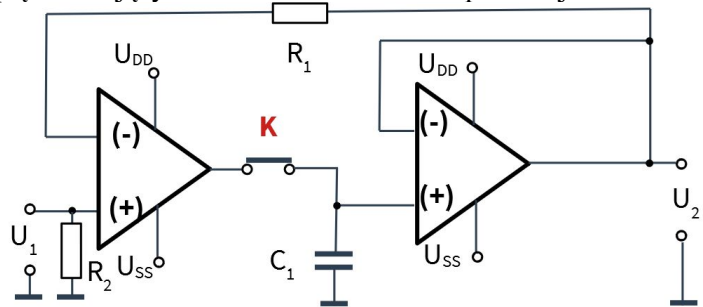 R1
UDD
UDD
K
(-)
(-)
(+)
(+)
U1
R2
USS
C1
USS
U2